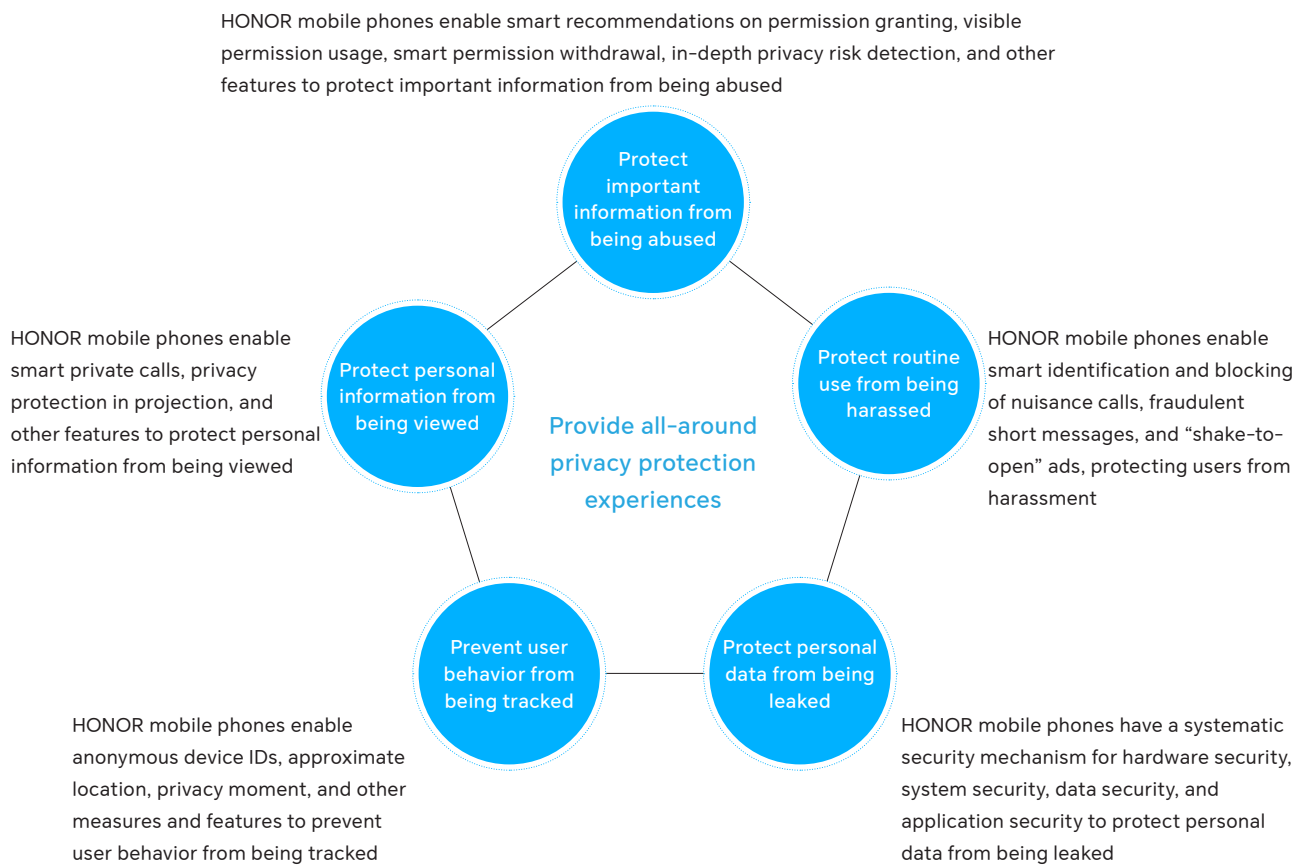 HONOR mobile phones enable smart recommendations on permission granting, visible
permission usage, smart permission withdrawal, in-depth privacy risk detection, and other
features to protect important information from being abused
Protect
important
information from
being abused
HONOR mobile phones enable
smart private calls, privacy
protection in projection, and
other features to protect personal
information from being viewed
Protect personal
information from
being viewed
Provide all-around
privacy protection
experiences
Protect routine
use from being
harassed
HONOR mobile phones enable
smart identification and blocking
of nuisance calls, fraudulent
short messages, and “shake-to-
open” ads, protecting users from
harassment
Prevent user
behavior from
being tracked
HONOR mobile phones enable
anonymous device IDs, approximate
location, privacy moment, and other
measures and features to prevent
user behavior from being tracked
Protect personal
data from being
leaked
HONOR mobile phones have a systematic
security mechanism for hardware security,
system security, data security, and
application security to protect personal
data from being leaked